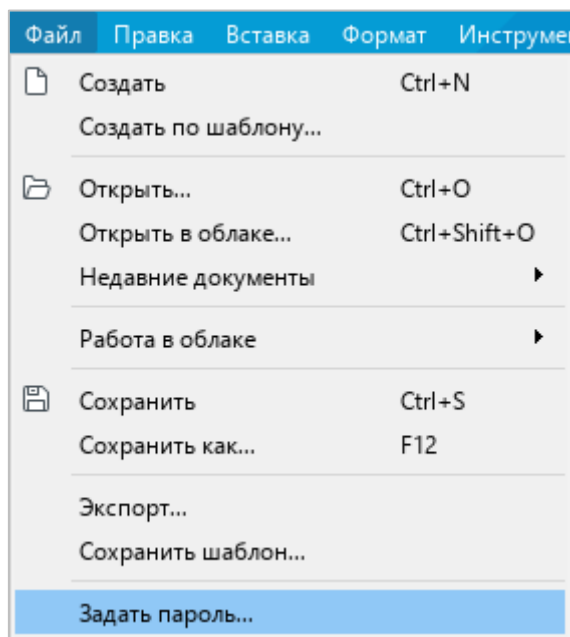 Файл Правка Вставка Формат
Создать Ctrl+N
Создать по шаблону...
Открыть... Ctrl+O
Открыть в облаке... Ctrl+Shift+O
Недавние документы
Работа в облаке
Сохранить Ctrl+S
Сохранить как... F12
Экспорт...
Сохранить шаблон...
Задать пароль...